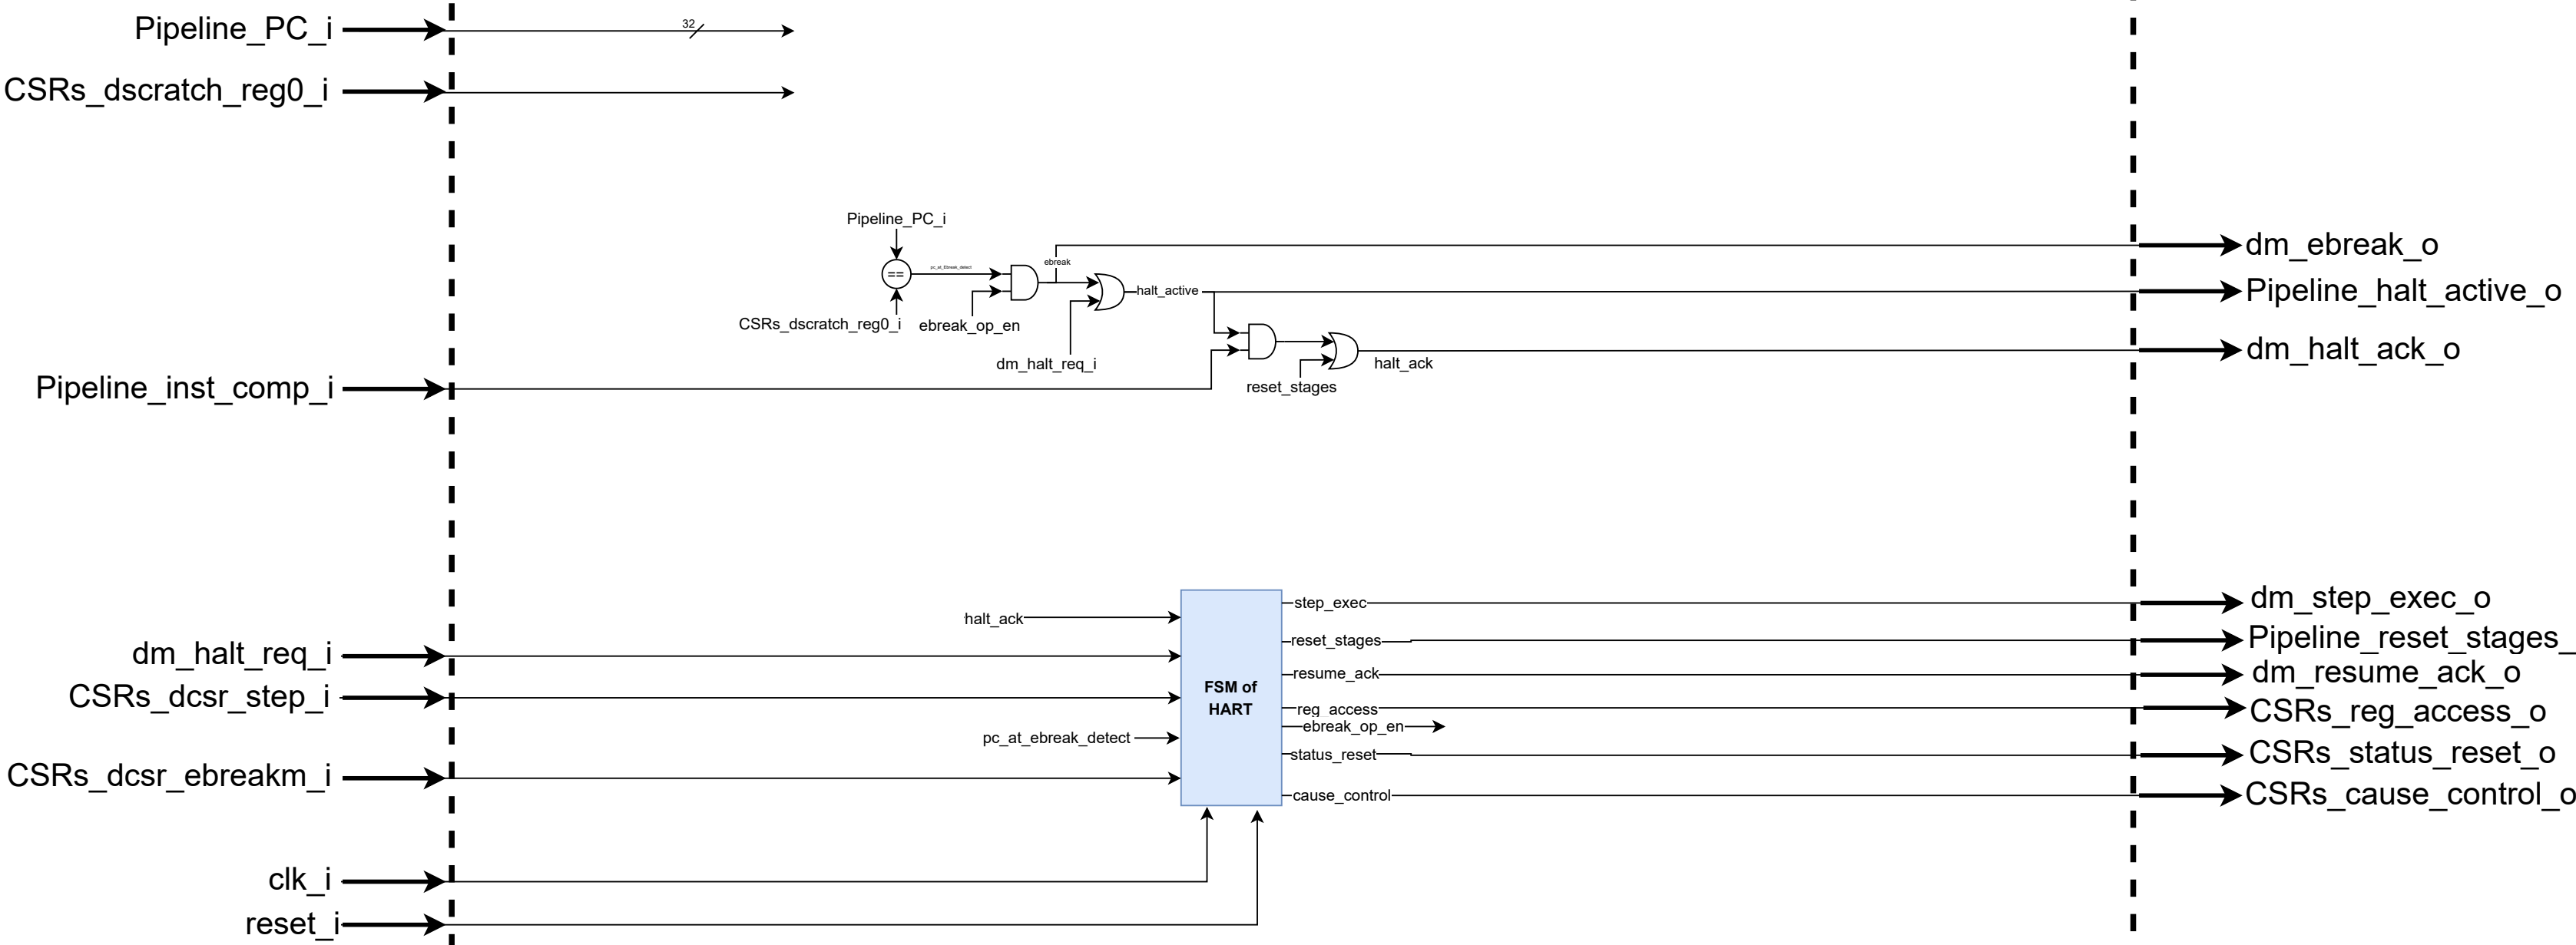 Pipeline_PC_i
32
CSRs_dscratch_reg0_i
Pipeline_PC_i
==
pc_at_Ebreak_detect
ebreak
dm_ebreak_o
halt_active
Pipeline_halt_active_o
CSRs_dscratch_reg0_i
ebreak_op_en
dm_halt_req_i
halt_ack
dm_halt_ack_o
reset_stages
Pipeline_inst_comp_i
step_exec
dm_step_exec_o
halt_ack
reset_stages
Pipeline_reset_stages_
dm_halt_req_i
resume_ack
dm_resume_ack_o
CSRs_dcsr_step_i
FSM of
HART
reg_access
CSRs_reg_access_o
ebreak_op_en
pc_at_ebreak_detect
status_reset
CSRs_status_reset_o
CSRs_dcsr_ebreakm_i
cause_control
CSRs_cause_control_o
clk_i
reset_i